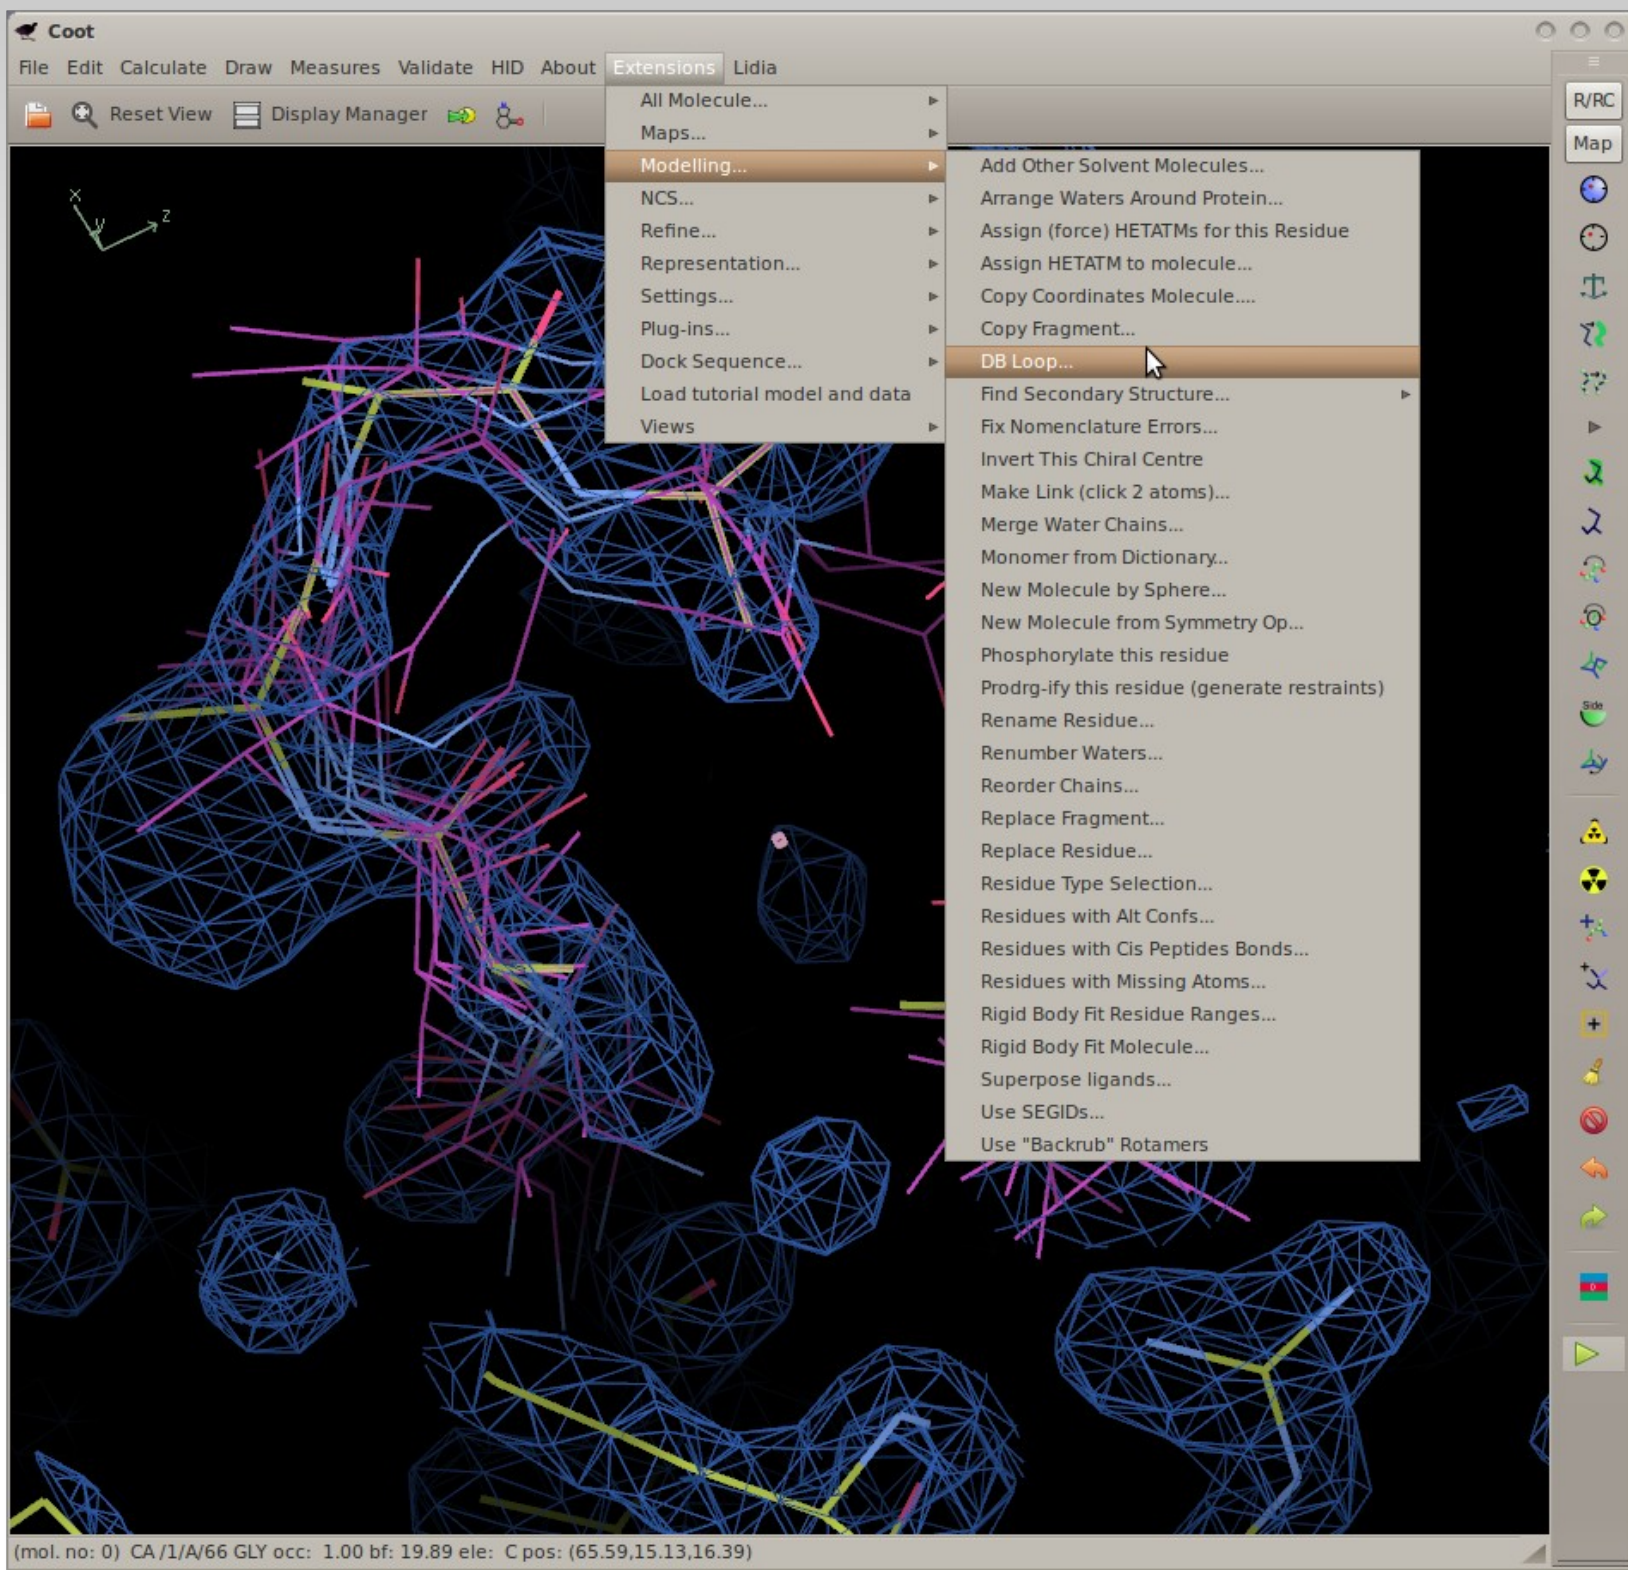 Coot
File Edit Calculate Draw Measures Validate HID About Extensions Lidia
Reset View Display Manager
R/RC
Map
All Molecule...
Maps...
Modelling...
NCS...
Refine...
Representation...
Settings...
Plug-ins...
Dock Sequence...
Load tutorial model and data
Views
Add Other Solvent Molecules...
Arrange Waters Around Protein...
Assign (force) HETATMs for this Residue
Assign HETATM to molecule...
Copy Coordinates Molecule....
Copy Fragment...
DB Loop...
Find Secondary Structure...
Fix Nomenclature Errors...
Invert This Chiral Centre
Make Link (click 2 atoms)...
Merge Water Chains...
Monomer from Dictionary...
New Molecule by Sphere...
New Molecule from Symmetry Op...
Phosphorylate this residue
Prodrg-ify this residue (generate restraints)
Rename Residue...
Renumber Waters...
Reorder Chains...
Replace Fragment...
Replace Residue...
Residue Type Selection...
Residues with Alt Confs...
Residues with Cis Peptides Bonds...
Residues with Missing Atoms...
Rigid Body Fit Residue Ranges...
Rigid Body Fit Molecule...
Superpose ligands...
Use SEGIDs...
Use "Backrub" Rotamers
x
y
z
Side
(mol. no: 0) CA /1/A/66 GLY occ: 1.00 bf: 19.89 ele: C pos: (65.59,15.13,16.39)